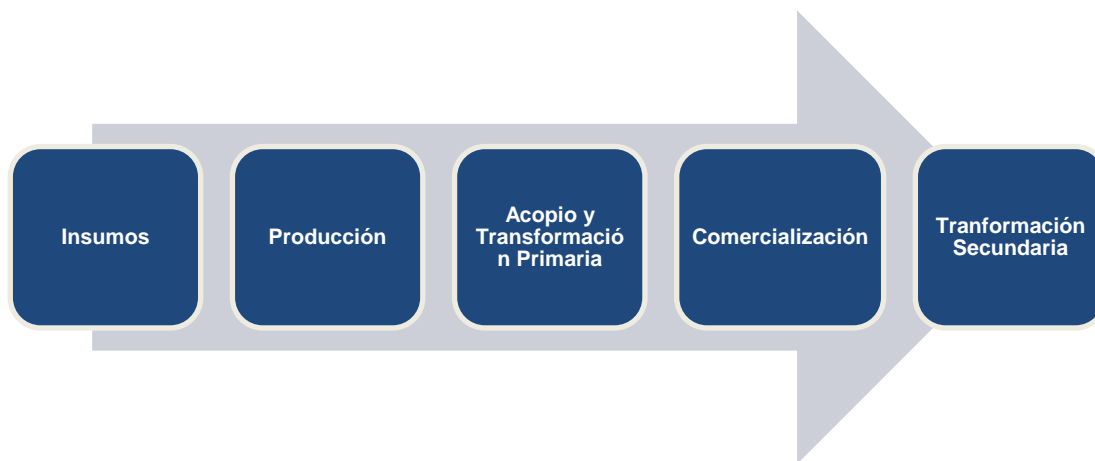 Insumos
Producción
Acopio y
Transformació
n Primaria
Comercialización
Tranformación
Secundaria